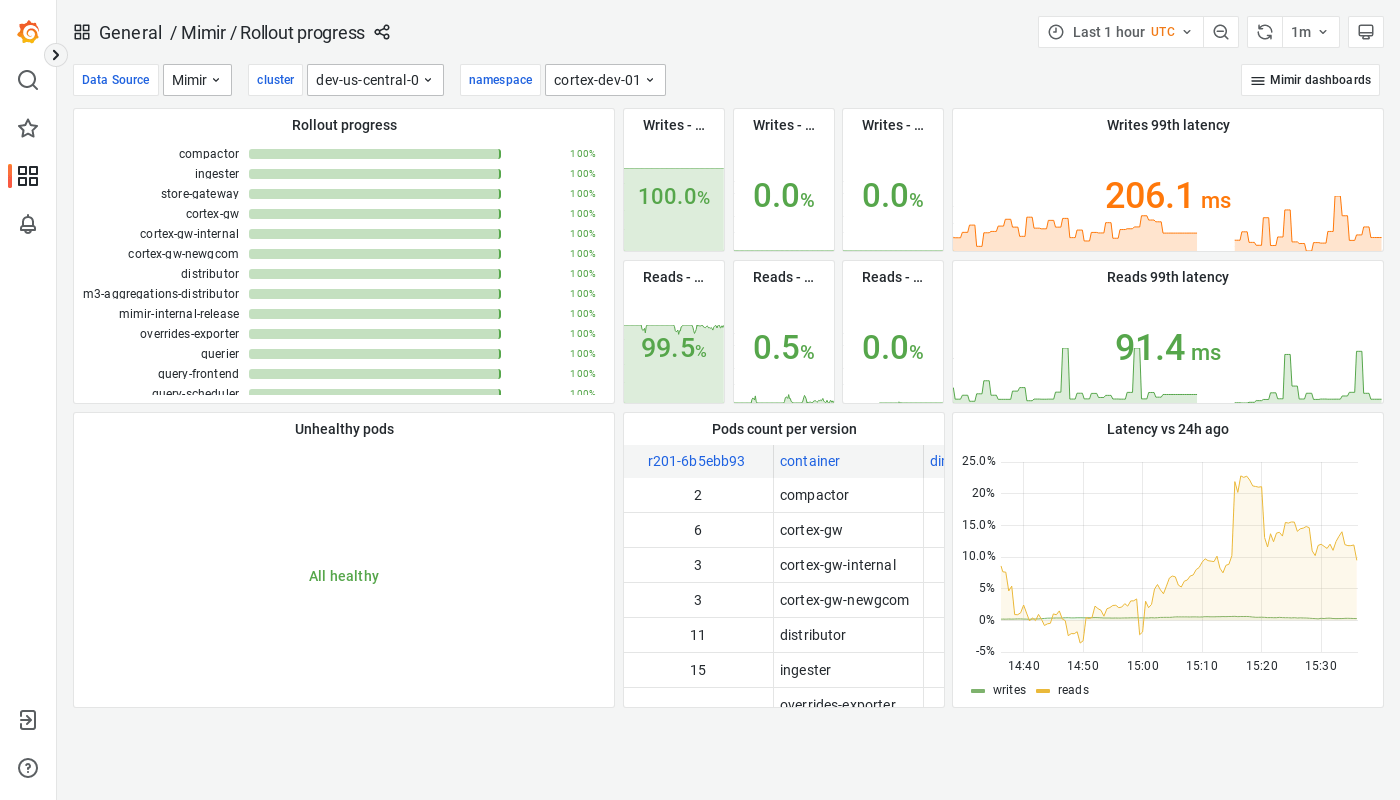 General / Mimir / Rollout progress
Last 1 hour UTC
1m
Data Source
Mimir
cluster
dev-us-central-0
namespace
cortex-dev-01
Mimir dashboards
Rollout progress
compactor 100%
ingester 100%
store-gateway 100%
cortex-gw 100%
cortex-gw-internal 100%
cortex-gw-newgcom 100%
distributor 100%
m3-aggregations-distributor 100%
mimir-internal-release 100%
overrides-exporter 100%
querier 100%
query-frontend 100%
query-scheduler 100%
Writes - ...
100.0%
Writes - ...
0.0%
Writes - ...
0.0%
Writes 99th latency
206.1 ms
Reads - ...
99.5%
Reads - ...
0.5%
Reads - ...
0.0%
Reads 99th latency
91.4 ms
Unhealthy pods
All healthy
Pods count per version
r201-6b5ebb93 container
2 compactor
6 cortex-gw
3 cortex-gw-internal
3 cortex-gw-newgcom
11 distributor
15 ingester
overrides-exporter
Latency vs 24h ago
25.0%
20%
15.0%
10.0%
5%
0%
-5%
14:40 14:50 15:00 15:10 15:20 15:30
writes reads